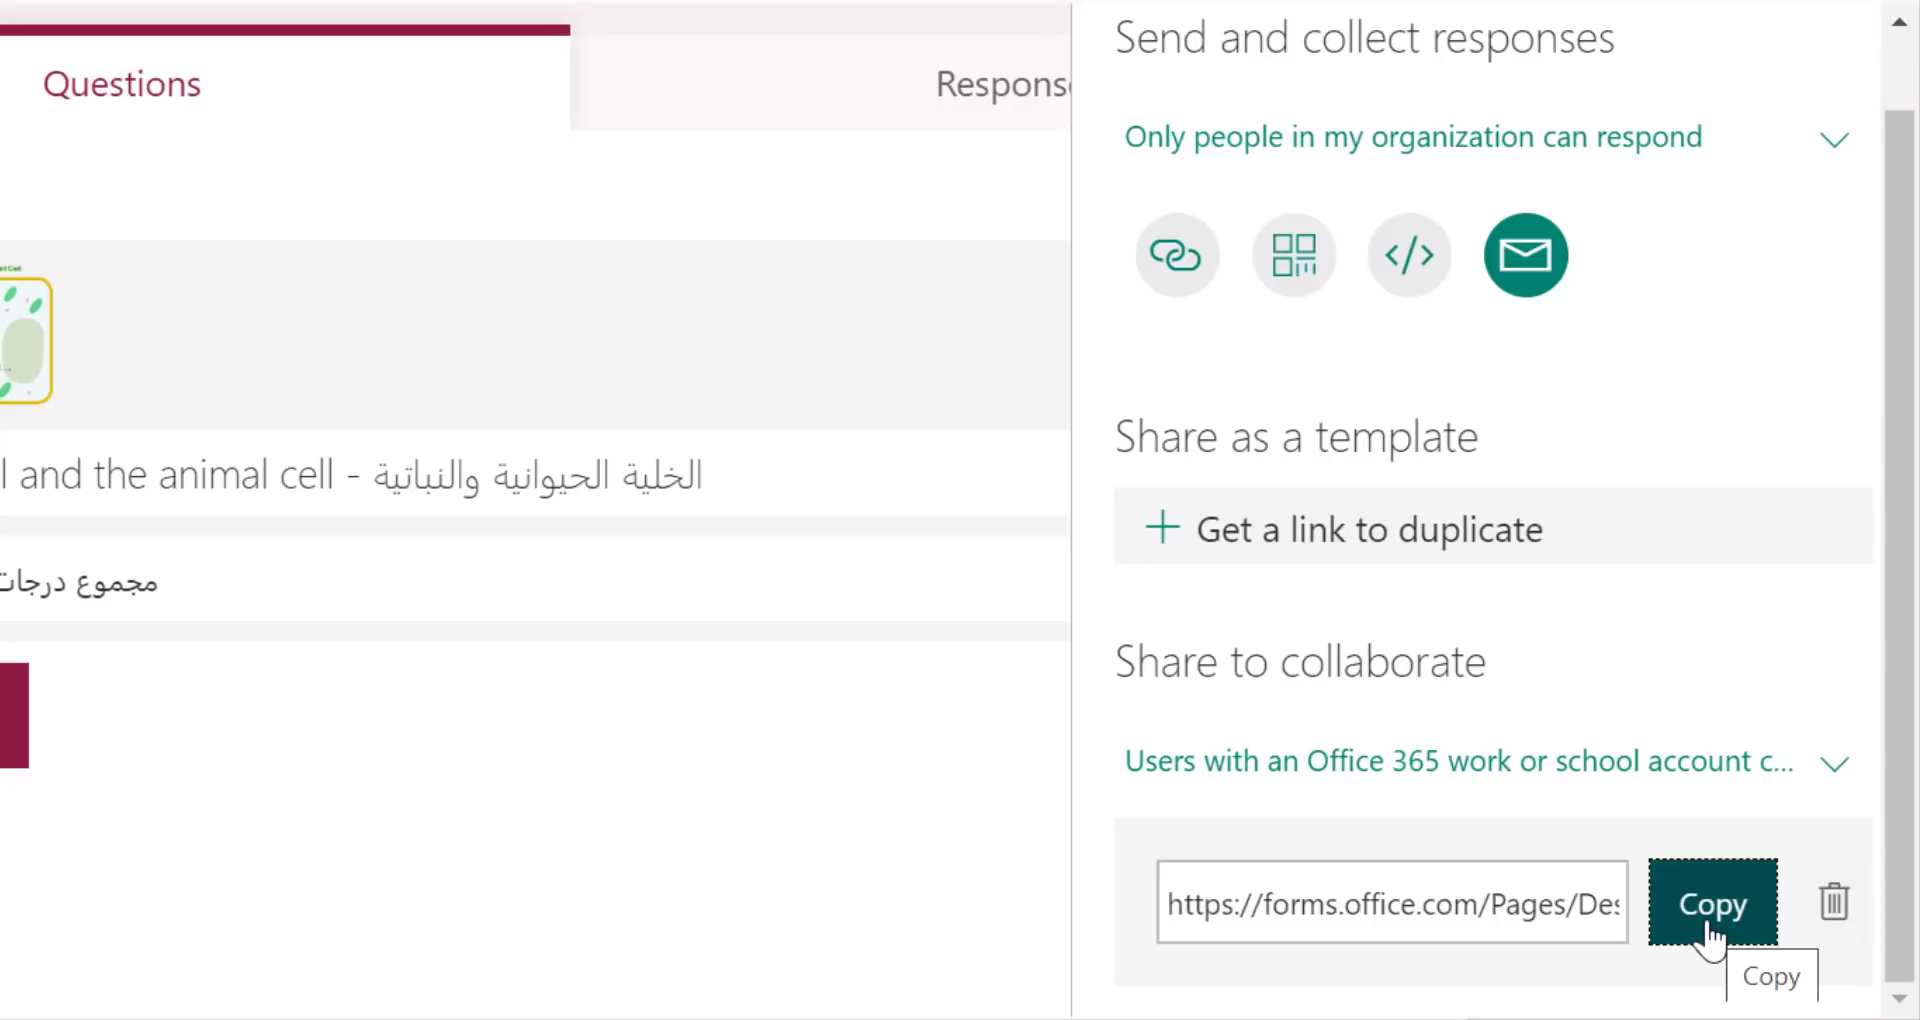 Questions
Respons
l and the animal cell - الخلية الحيوانية والنباتية
مجموع درجات
Send and collect responses
Only people in my organization can respond
</>
Share as a template
+ Get a link to duplicate
Share to collaborate
Users with an Office 365 work or school account c...
https://forms.office.com/Pages/Des
Copy
Copy